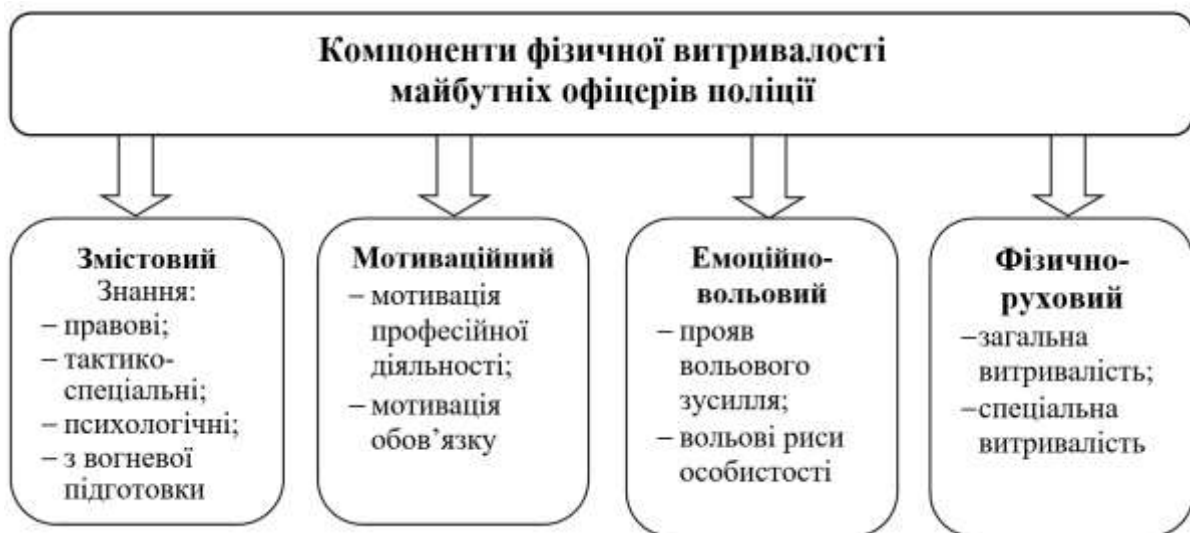 Компоненти фізичної витривалості
майбутніх офіцерів поліції
Змістовий
Знання:
– правові;
– тактико-
спеціальні;
– психологічні;
– з вогневої
підготовки
Мотиваційний
– мотивація
професійної
діяльності;
– мотивація
обов’язку
Емоційно-
вольовий
– прояв
вольового
зусилля;
– вольові риси
особистості
Фізично-
руховий
– загальна
витривалість;
– спеціальна
витривалість